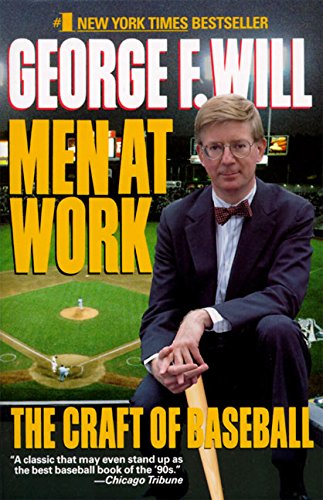 #1 NEW YORK TIMES BESTSELLER
GEORGE F. WILL
MEN AT
WORK
THE CRAFT OF BASEBALL
"A classic that may even stand up as
the best baseball book of the '90s."
—Chicago Tribune